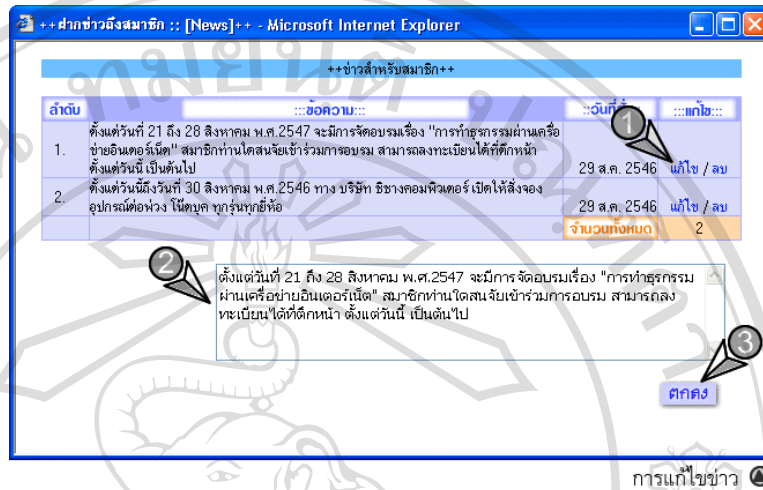 ++ฝากข่าวถึงสมาชิก :: [News]++ - Microsoft Internet Explorer
++ข่าวสำหรับสมาชิก++
ลำดับ :::ข้อความ::: ::วันที่ :::แก้ไข:::
1
ตั้งแต่วันที่ 21 ถึง 28 สิงหาคม พ.ศ.2547 จะมีการจัดอบรมเรื่อง "การทำธุรกรรมผ่านเครือ
1. ข่ายอินเตอร์เน็ต" สมาชิกท่านใดสนจัยเข้าร่วมการอบรม สามารถลงทะเบียนได้ที่ตึกหน้า
ตั้งแต่วันนี้ เป็นต้นไป 29 ส.ค. 2546 แก้ไข / ลบ
ตั้งแต่วันนี้ถึงวันที่ 30 สิงหาคม พ.ศ.2546 ทาง บริษัท ชิชางคอมพิวเตอร์ เปิดให้สั่งจอง
2. อุปกรณ์ต่อพ่วง โน๊ตบุค ทุกรุ่นทุกยี่ห้อ 29 ส.ค. 2546 แก้ไข / ลบ
จำนวนทั้งหมด 2
2
ตั้งแต่วันที่ 21 ถึง 28 สิงหาคม พ.ศ.2547 จะมีการจัดอบรมเรื่อง "การทำธุรกรรม
ผ่านเครือข่ายอินเตอร์เน็ต" สมาชิกท่านใดสนจัยเข้าร่วมการอบรม สามารถลง
ทะเบียนได้ที่ตึกหน้า ตั้งแต่วันนี้ เป็นต้นไป
3
ตกลง
การแก้ไขข่าว